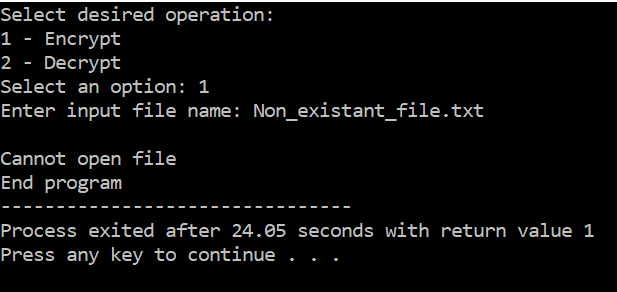 Select desired operation:
1 - Encrypt
2 - Decrypt
Select an option: 1
Enter input file name: Non_existant_file.txt
Cannot open file
End program
--------------------------------
Process exited after 24.05 seconds with return value 1
Press any key to continue . . .